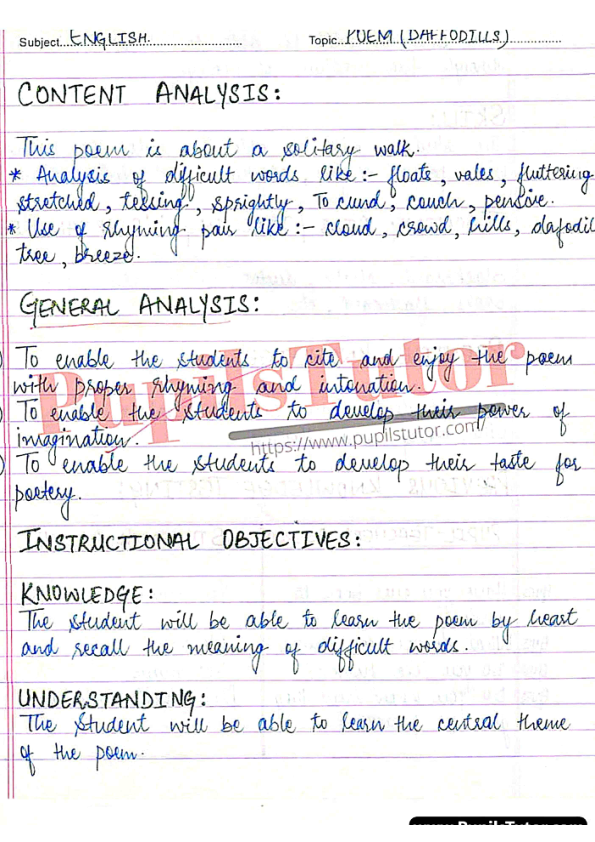 Subject....ENGLISH.................................... Topic....POEM (DAFFODILLS)................
CONTENT ANALYSIS:
This poem is about a solitary walk.
* Analysis of difficult words like :- floats, vales, fluttering
stretched, tessing, sprightly, To cund, couch, pensive.
* Use of rhyming pair like :- cloud, crowd, hills, dafodil
tree, breeze.
GENERAL ANALYSIS:
) To enable the students to cite and enjoy the poem
with proper rhyming and intonation.
) To enable the students to develop their power of
imagination.
) To enable the students to develop their taste for
poetery.
PupilsTutor
https://www.pupilstutor.com/
INSTRUCTIONAL OBJECTIVES:
KNOWLEDGE:
The student will be able to learn the poem by heart
and recall the meaning of difficult words.
UNDERSTANDING:
The Student will be able to learn the central theme
of the poem.
www.PupilsTutor.com